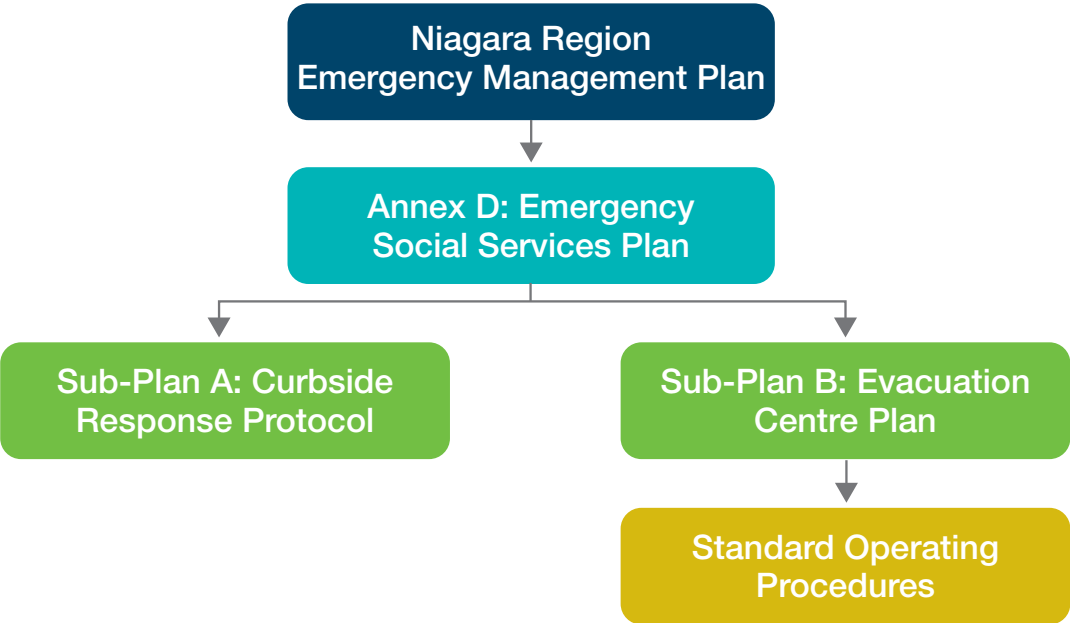 Niagara Region
Emergency Management Plan
Annex D: Emergency
Social Services Plan
Sub-Plan A: Curbside
Response Protocol
Sub-Plan B: Evacuation
Centre Plan
Standard Operating
Procedures